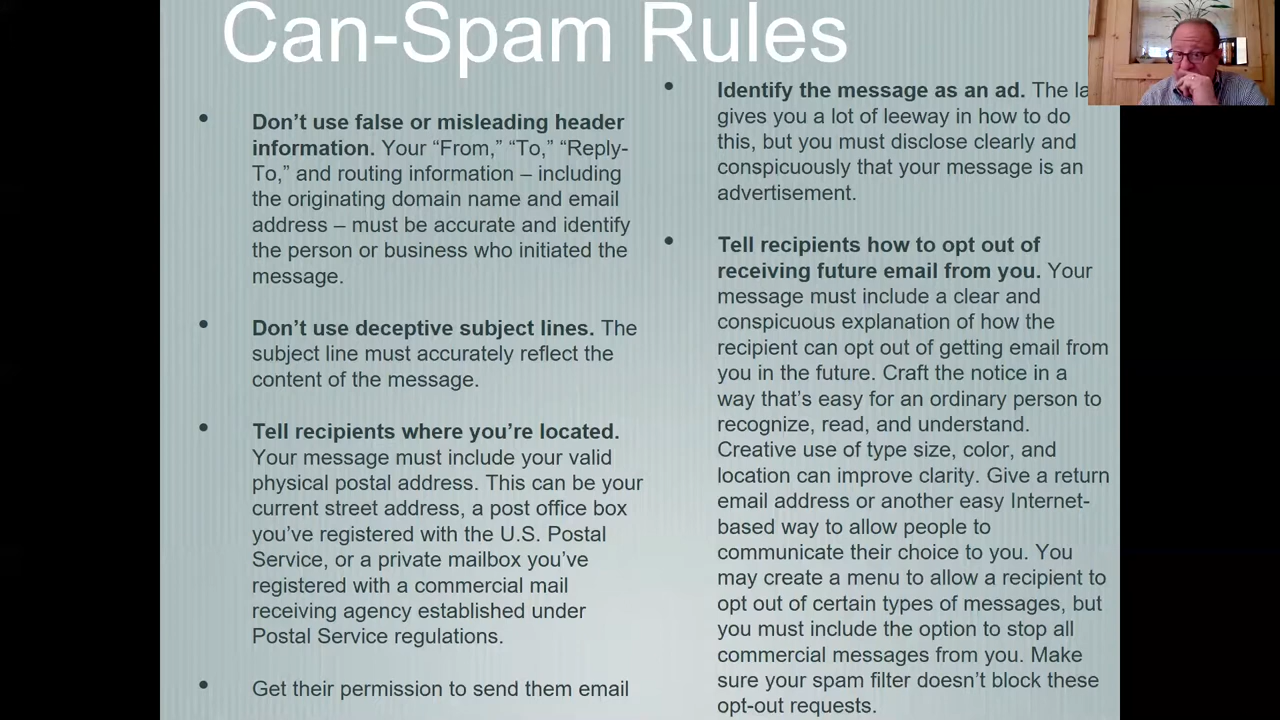 Can-Spam Rules
• Don’t use false or misleading header
information. Your “From,” “To,” “Reply-
To,” and routing information – including
the originating domain name and email
address – must be accurate and identify
the person or business who initiated the
message.
• Don’t use deceptive subject lines. The
subject line must accurately reflect the
content of the message.
• Tell recipients where you’re located.
Your message must include your valid
physical postal address. This can be your
current street address, a post office box
you’ve registered with the U.S. Postal
Service, or a private mailbox you’ve
registered with a commercial mail
receiving agency established under
Postal Service regulations.
• Get their permission to send them email
• Identify the message as an ad. The
gives you a lot of leeway in how to do
this, but you must disclose clearly and
conspicuously that your message is an
advertisement.
• Tell recipients how to opt out of
receiving future email from you. Your
message must include a clear and
conspicuous explanation of how the
recipient can opt out of getting email from
you in the future. Craft the notice in a
way that’s easy for an ordinary person to
recognize, read, and understand.
Creative use of type size, color, and
location can improve clarity. Give a return
email address or another easy Internet-
based way to allow people to
communicate their choice to you. You
may create a menu to allow a recipient to
opt out of certain types of messages, but
you must include the option to stop all
commercial messages from you. Make
sure your spam filter doesn’t block these
opt-out requests.